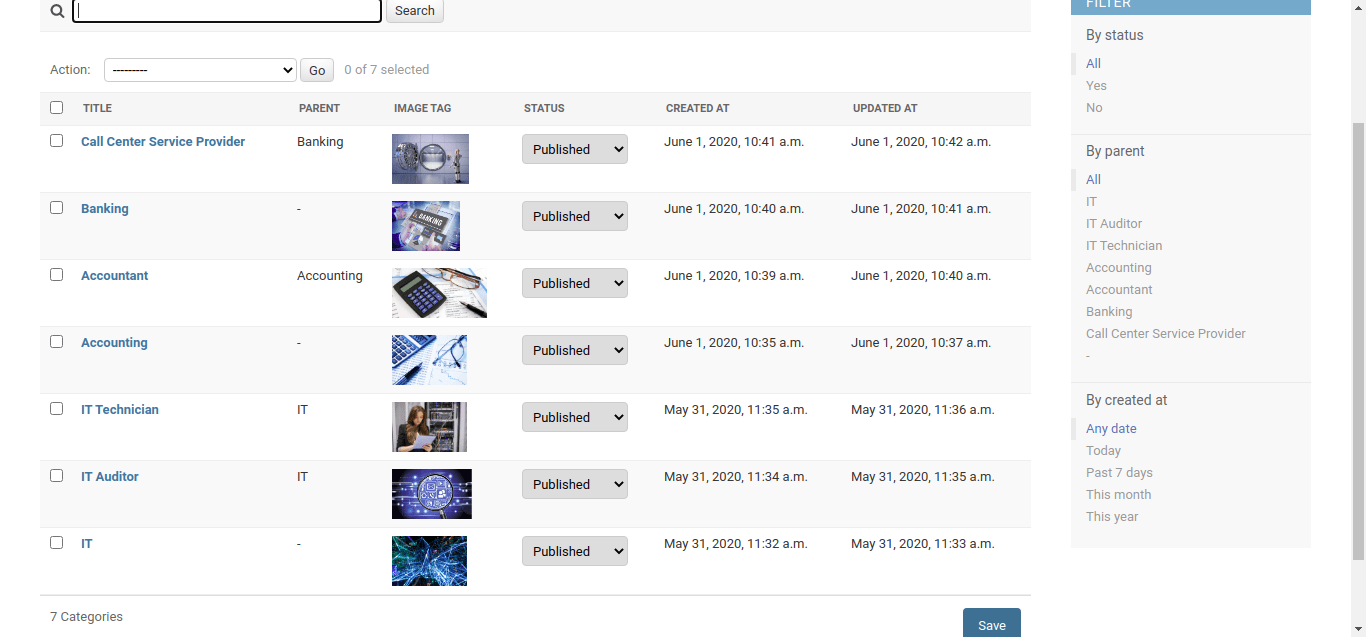 Search
FILTER
By status
All
Yes
No
By parent
All
IT
IT Auditor
IT Technician
Accounting
Accountant
Banking
Call Center Service Provider
-
By created at
Any date
Today
Past 7 days
This month
This year
Action: --------- Go 0 of 7 selected
TITLE PARENT IMAGE TAG STATUS CREATED AT UPDATED AT
Call Center Service Provider Banking Published June 1, 2020, 10:41 a.m. June 1, 2020, 10:42 a.m.
Banking - BANKING Published June 1, 2020, 10:40 a.m. June 1, 2020, 10:41 a.m.
Accountant Accounting Published June 1, 2020, 10:39 a.m. June 1, 2020, 10:40 a.m.
Accounting - Published June 1, 2020, 10:35 a.m. June 1, 2020, 10:37 a.m.
IT Technician IT Published May 31, 2020, 11:35 a.m. May 31, 2020, 11:36 a.m.
IT Auditor IT Published May 31, 2020, 11:34 a.m. May 31, 2020, 11:35 a.m.
IT - Published May 31, 2020, 11:32 a.m. May 31, 2020, 11:33 a.m.
7 Categories
Save